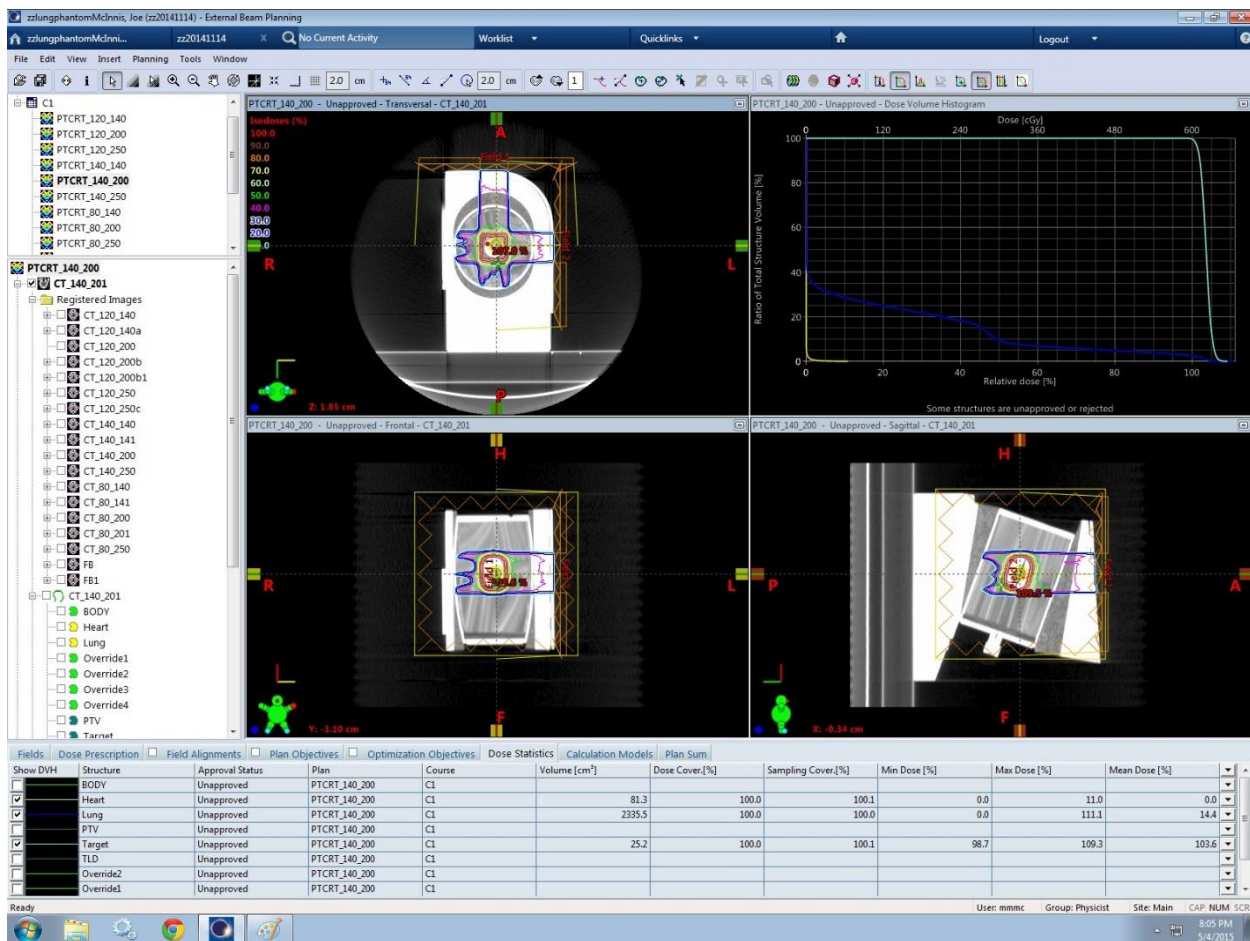 zzlungphantomMcInnis, Joe (zz20141114) - External Beam Planning
zzlungphantomMcInni... zz20141114 X No Current Activity Worklist Quicklinks Logout
File Edit View Insert Planning Tools Window
2.0 cm 2.0 cm 1
C1
PTCRT_120_140
PTCRT_120_200
PTCRT_120_250
PTCRT_140_140
PTCRT_140_200
PTCRT_140_250
PTCRT_80_140
PTCRT_80_200
PTCRT_80_250
PTCRT_140_200
CT_140_201
Registered Images
CT_120_140
CT_120_140a
CT_120_200
CT_120_200b
CT_120_200b1
CT_120_250
CT_120_250c
CT_140_140
CT_140_141
CT_140_200
CT_140_250
CT_80_140
CT_80_141
CT_80_200
CT_80_201
CT_80_250
FB
FB1
CT_140_201
BODY
Heart
Lung
Override1
Override2
Override3
Override4
PTV
Target
PTCRT_140_200 - Unapproved - Transversal - CT_140_201
Isodoses (%)
100.0
90.0
80.0
70.0
60.0
50.0
40.0
30.0
20.0
A
Field 1
Field 2
R
L
P
Z: 1.85 cm
PTCRT_140_200 - Unapproved - Dose Volume Histogram
Dose [cGy]
0 120 240 360 480 600
Ratio of Total Structure Volume [%]
100
80
60
40
20
0
0 20 40 60 80 100
Relative dose [%]
Some structures are unapproved or rejected
PTCRT_140_200 - Unapproved - Frontal - CT_140_201
H
R
Field 1
L
F
Y: -3.10 cm
PTCRT_140_200 - Unapproved - Sagittal - CT_140_201
H
P
Field 2
A
F
X: -0.34 cm
Fields Dose Prescription Field Alignments Plan Objectives Optimization Objectives Dose Statistics Calculation Models Plan Sum
Show DVH Structure Approval Status Plan Course Volume [cm³] Dose Cover.[%] Sampling Cover.[%] Min Dose [%] Max Dose [%] Mean Dose [%]
BODY Unapproved PTCRT_140_200 C1
Heart Unapproved PTCRT_140_200 C1 81.3 100.0 100.1 0.0 11.0 0.0
Lung Unapproved PTCRT_140_200 C1 2335.5 100.0 100.0 0.0 111.1 14.4
PTV Unapproved PTCRT_140_200 C1
Target Unapproved PTCRT_140_200 C1 25.2 100.0 100.1 98.7 109.3 103.6
TLD Unapproved PTCRT_140_200 C1
Override2 Unapproved PTCRT_140_200 C1
Override1 Unapproved PTCRT_140_200 C1
Ready User: mmmc Group: Physicist Site: Main CAP NUM SCR
8:05 PM
5/4/2015